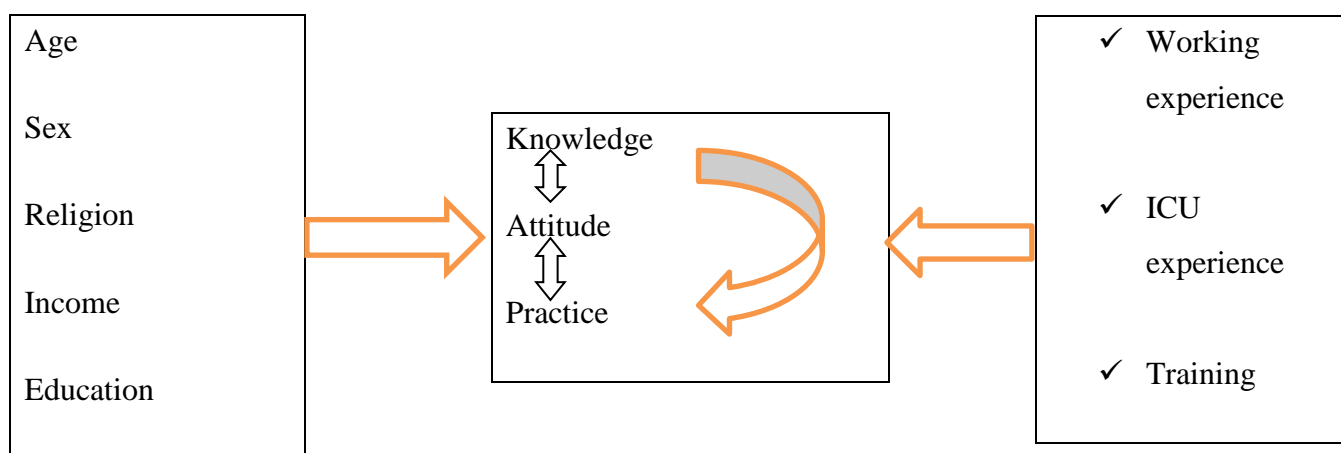 Age
Sex
Religion
Income
Education
Knowledge
Attitude
Practice
✓ Working
experience
✓ ICU
experience
✓ Training